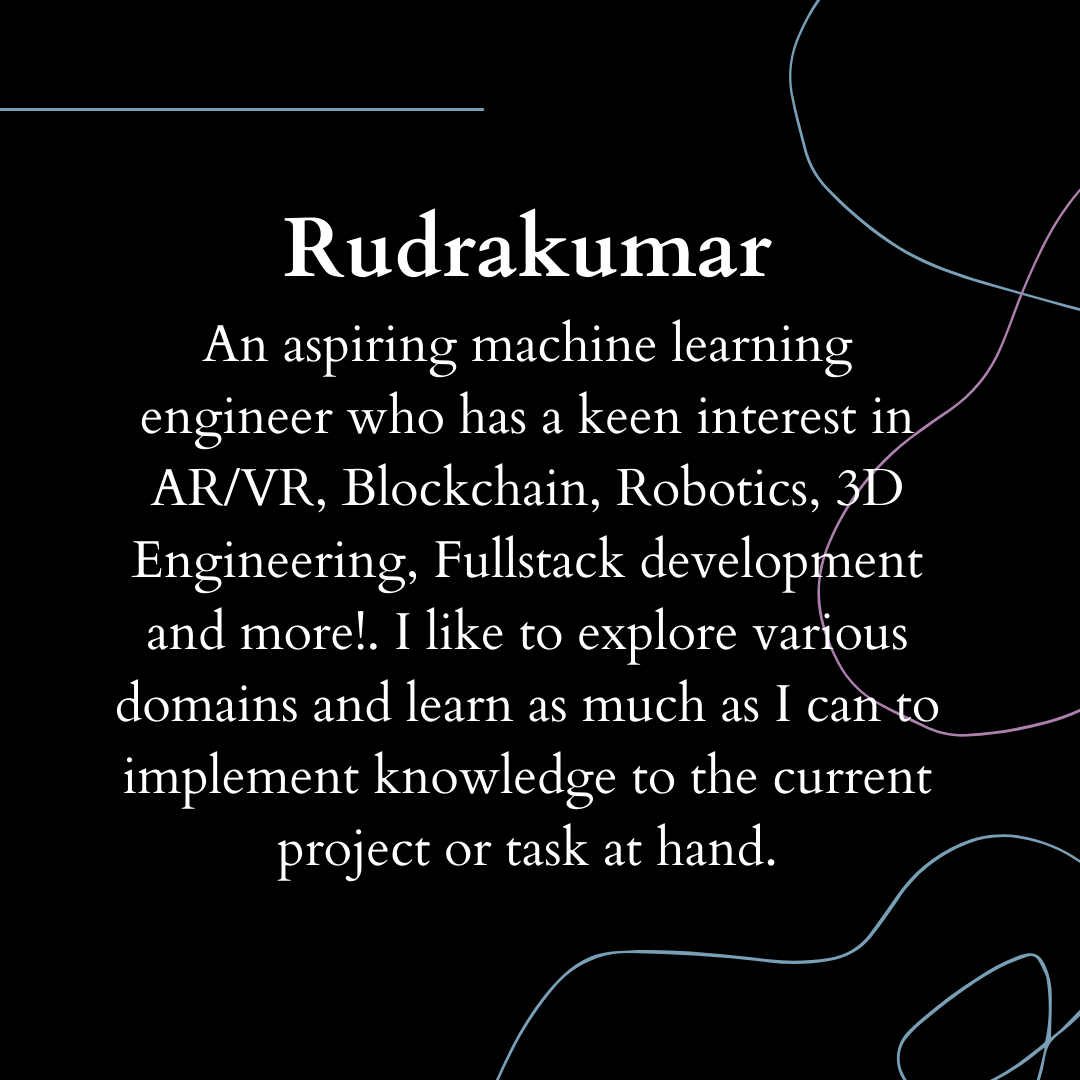 Rudrakumar
An aspiring machine learning
engineer who has a keen interest in
AR/VR, Blockchain, Robotics, 3D
Engineering, Fullstack development
and more!. I like to explore various
domains and learn as much as I can to
implement knowledge to the current
project or task at hand.